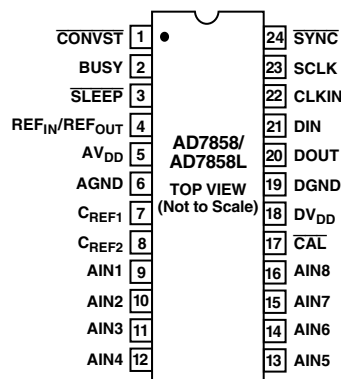 CONVST 1
BUSY 2
SLEEP 3
REFIN/REFOUT 4
AVDD 5
AGND 6
CREF1 7
CREF2 8
AIN1 9
AIN2 10
AIN3 11
AIN4 12
AD7858/
AD7858L
TOP VIEW
(Not to Scale)
24 SYNC
23 SCLK
22 CLKIN
21 DIN
20 DOUT
19 DGND
18 DVDD
17 CAL
16 AIN8
15 AIN7
14 AIN6
13 AIN5